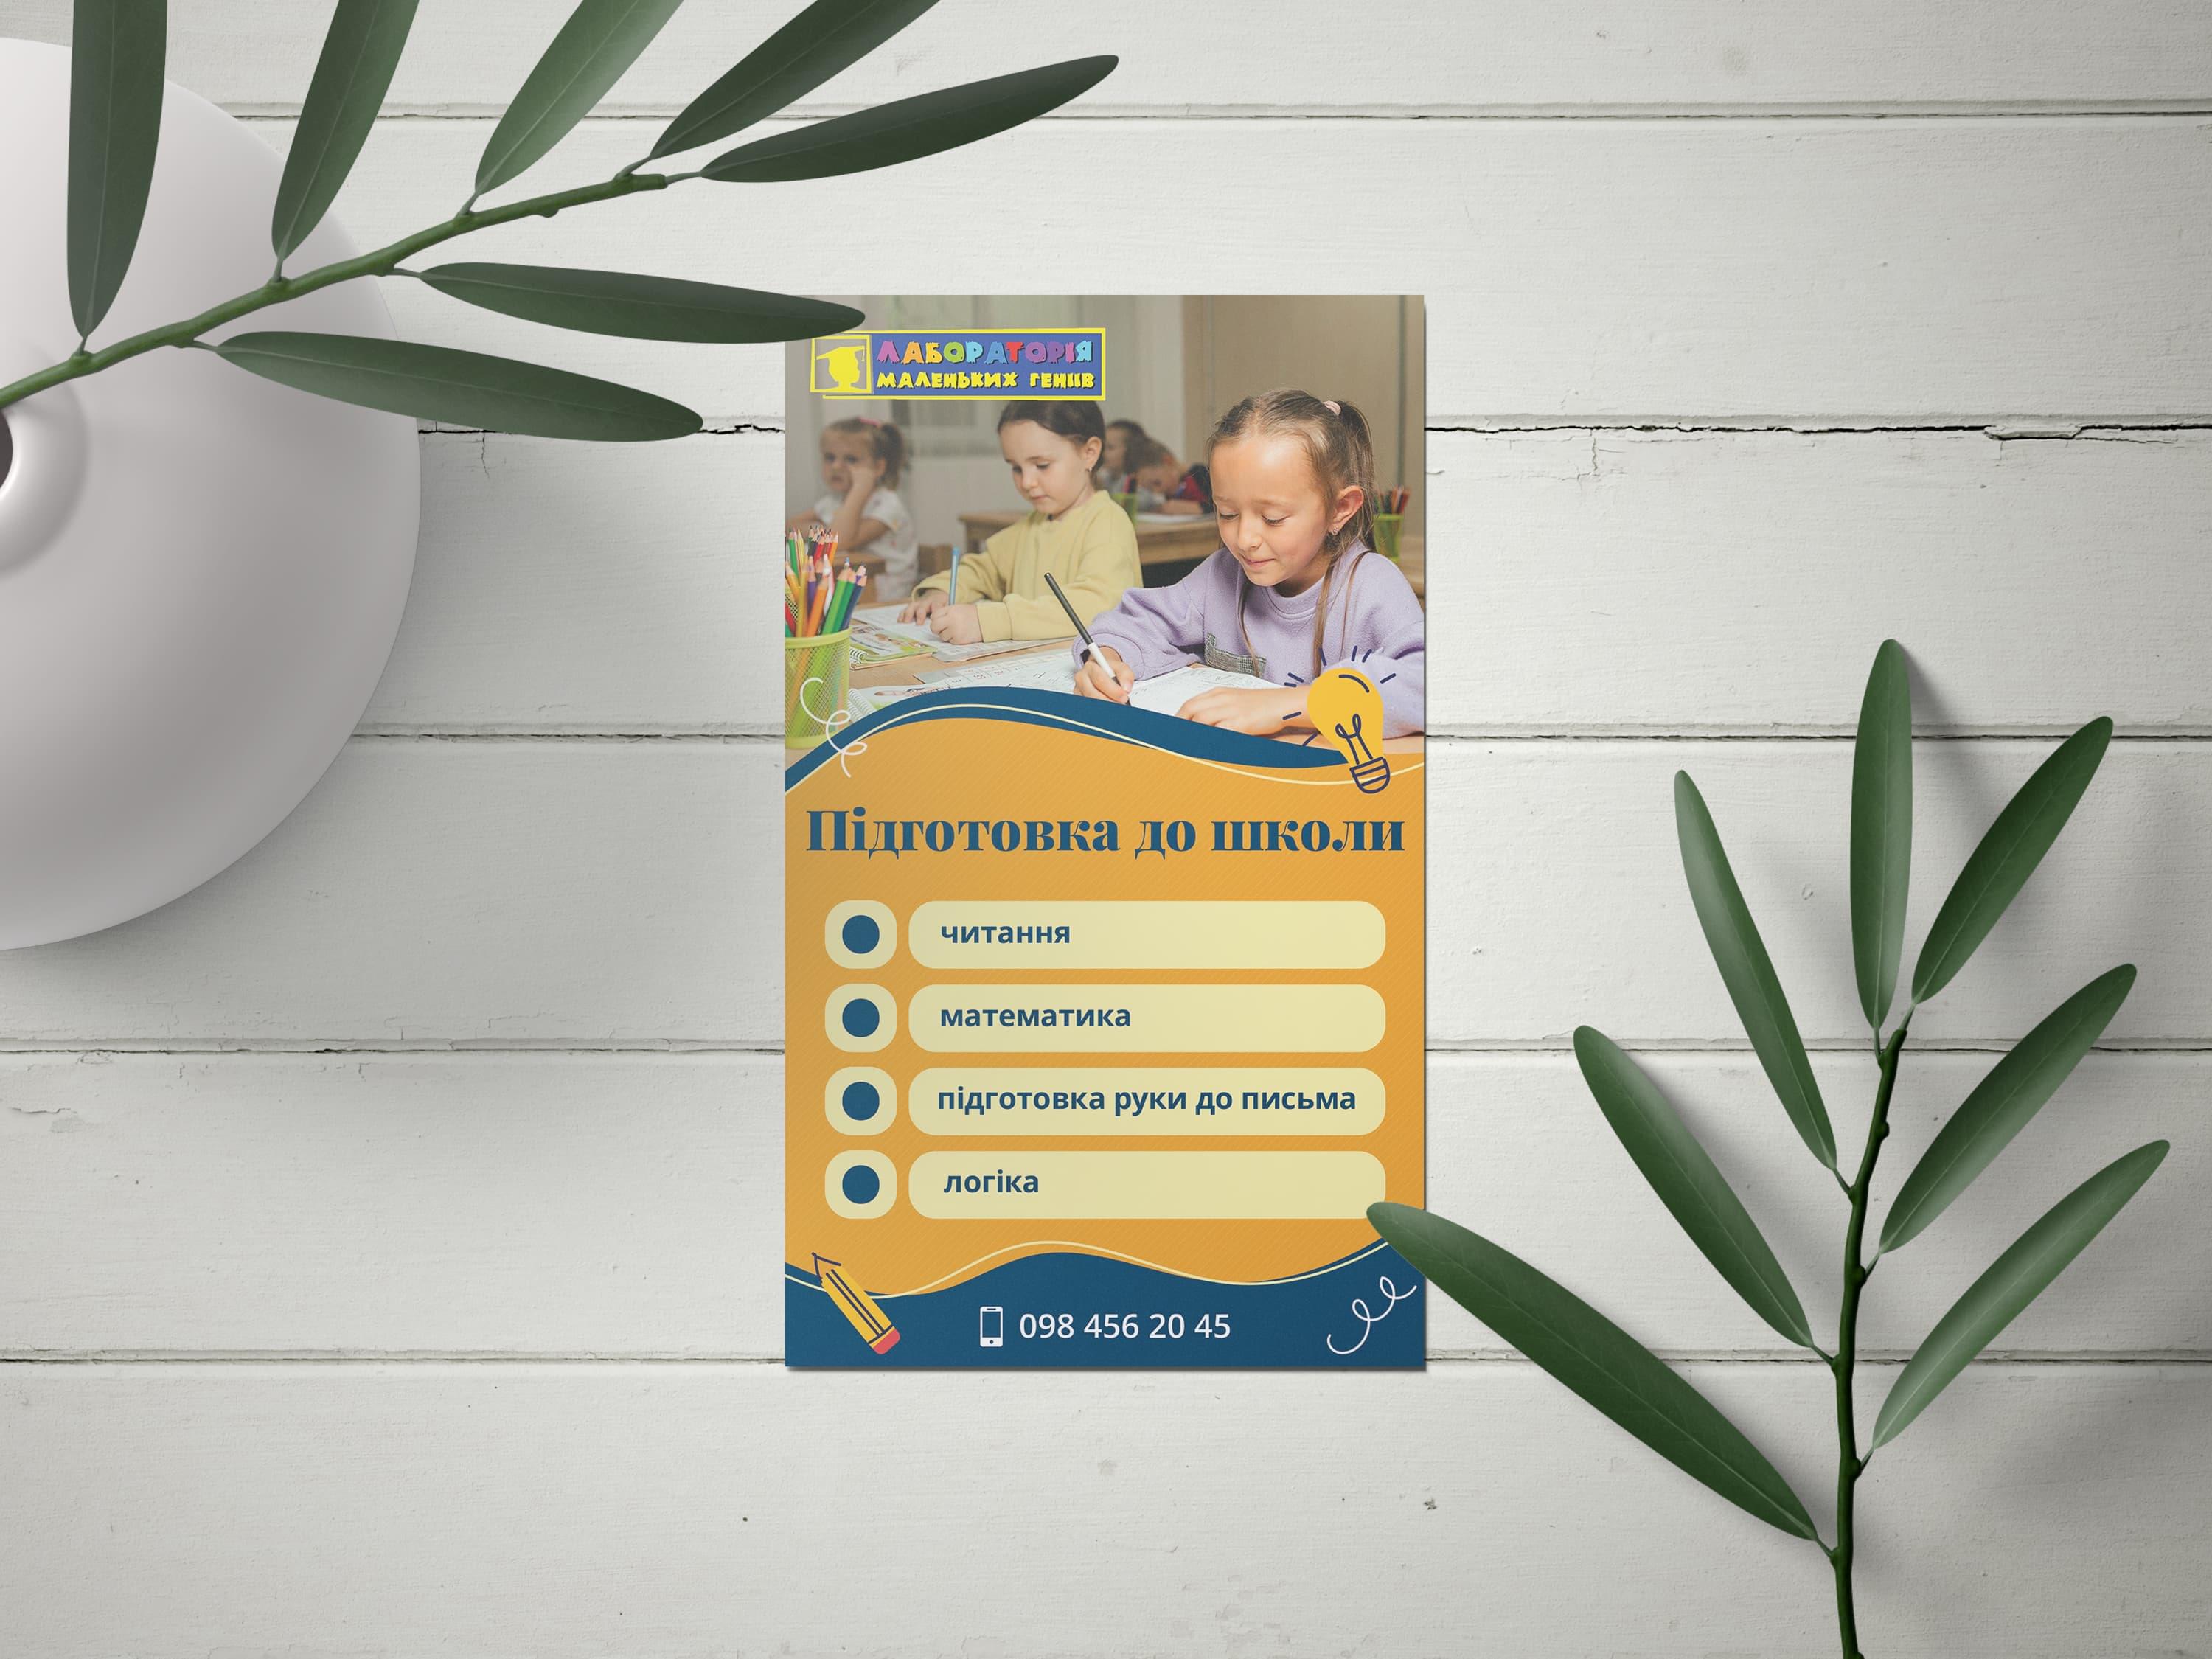 ЛАБОРАТОРІЯ
МАЛЕНЬКИХ ГЕНІЇВ
Підготовка до школи
читання
математика
підготовка руки до письма
логіка
098 456 20 45